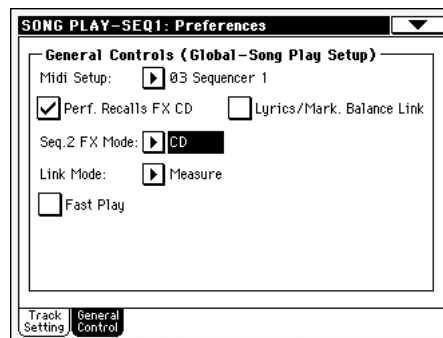 SONG PLAY-SEQ1: Preferences
General Controls (Global-Song Play Setup)
Midi Setup: 03 Sequencer 1
Perf. Recalls FX CD Lyrics/Mark. Balance Link
Seq.2 FX Mode: CD
Link Mode: Measure
Fast Play
Track Setting General Control